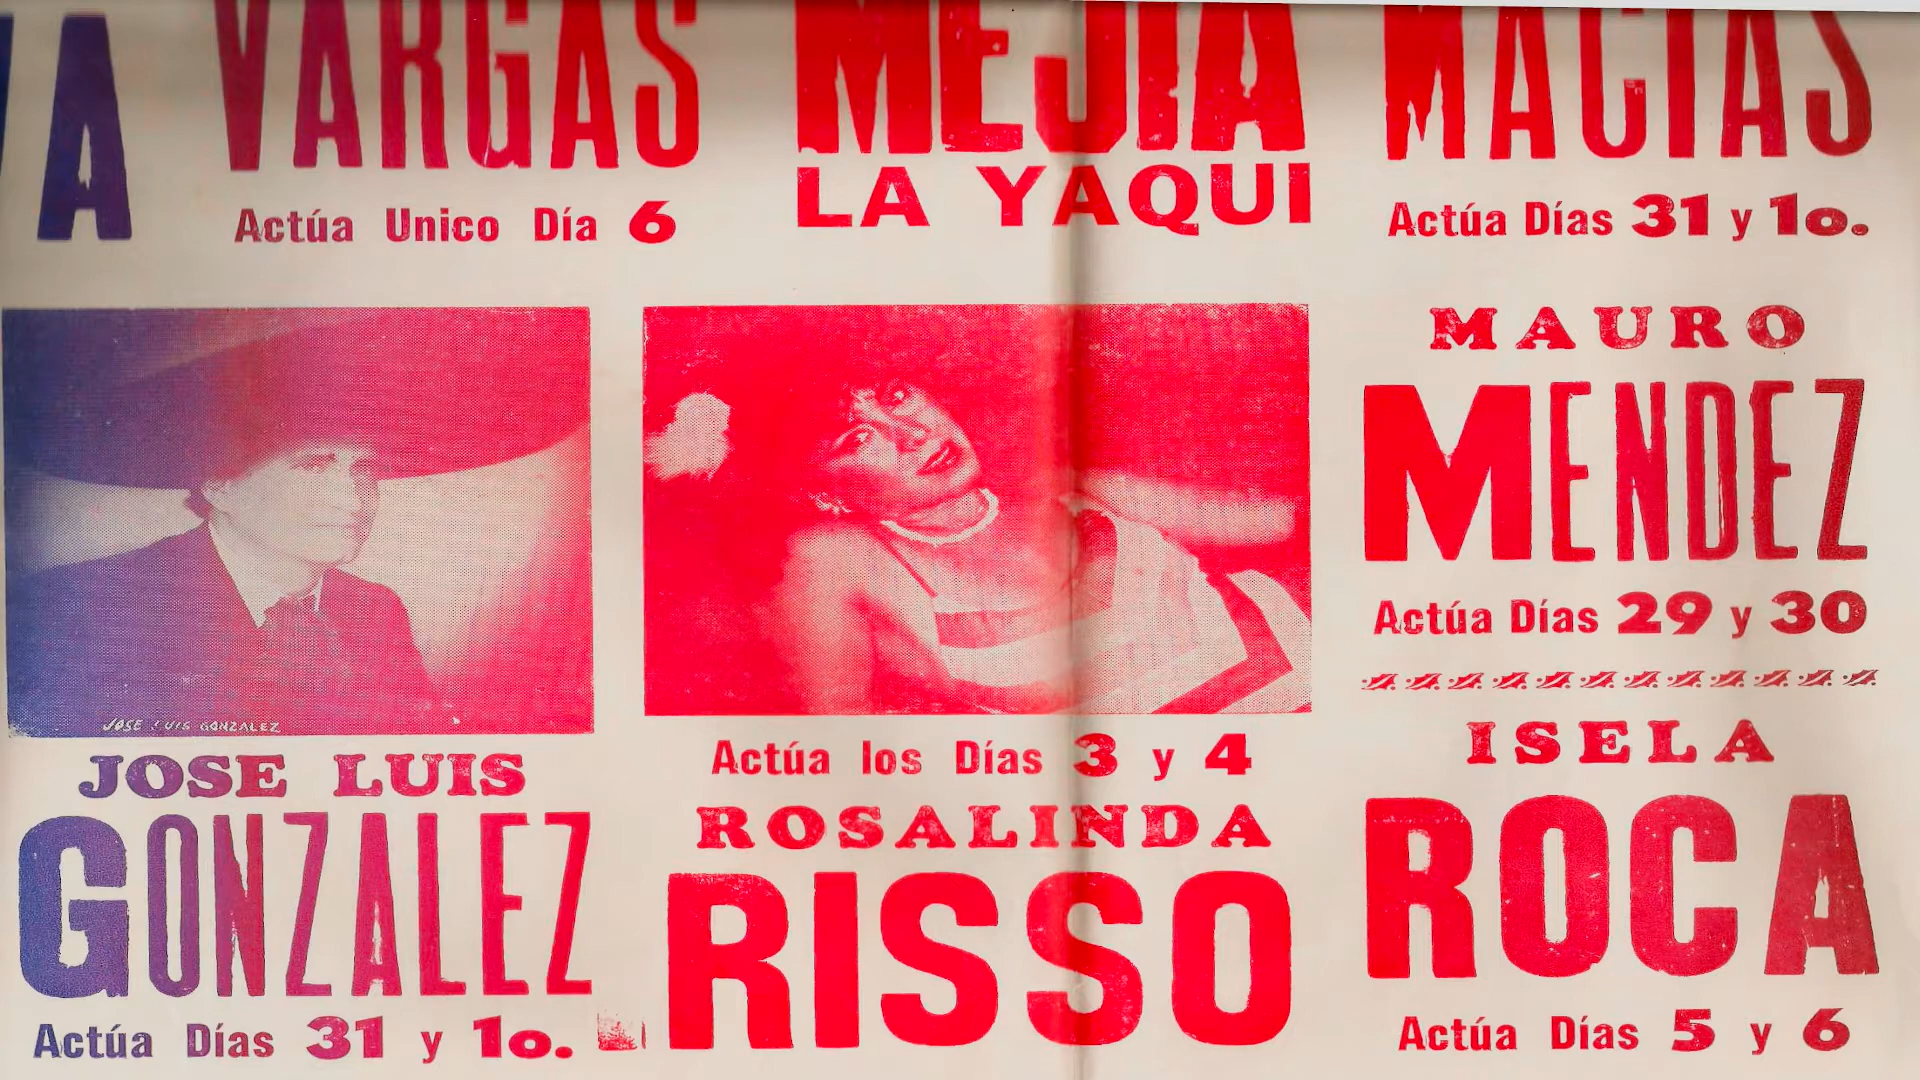 A
VARGAS
Actúa Unico Día 6
MEJIA
LA YAQUI
MACIAS
Actúa Días 31 y 1o.
JOSE LUIS GONZALEZ
JOSE LUIS
GONZALEZ
Actúa Días 31 y 1o.
Actúa los Días 3 y 4
ROSALINDA
RISSO
MAURO
MENDEZ
Actúa Días 29 y 30
ISELA
ROCA
Actúa Días 5 y 6